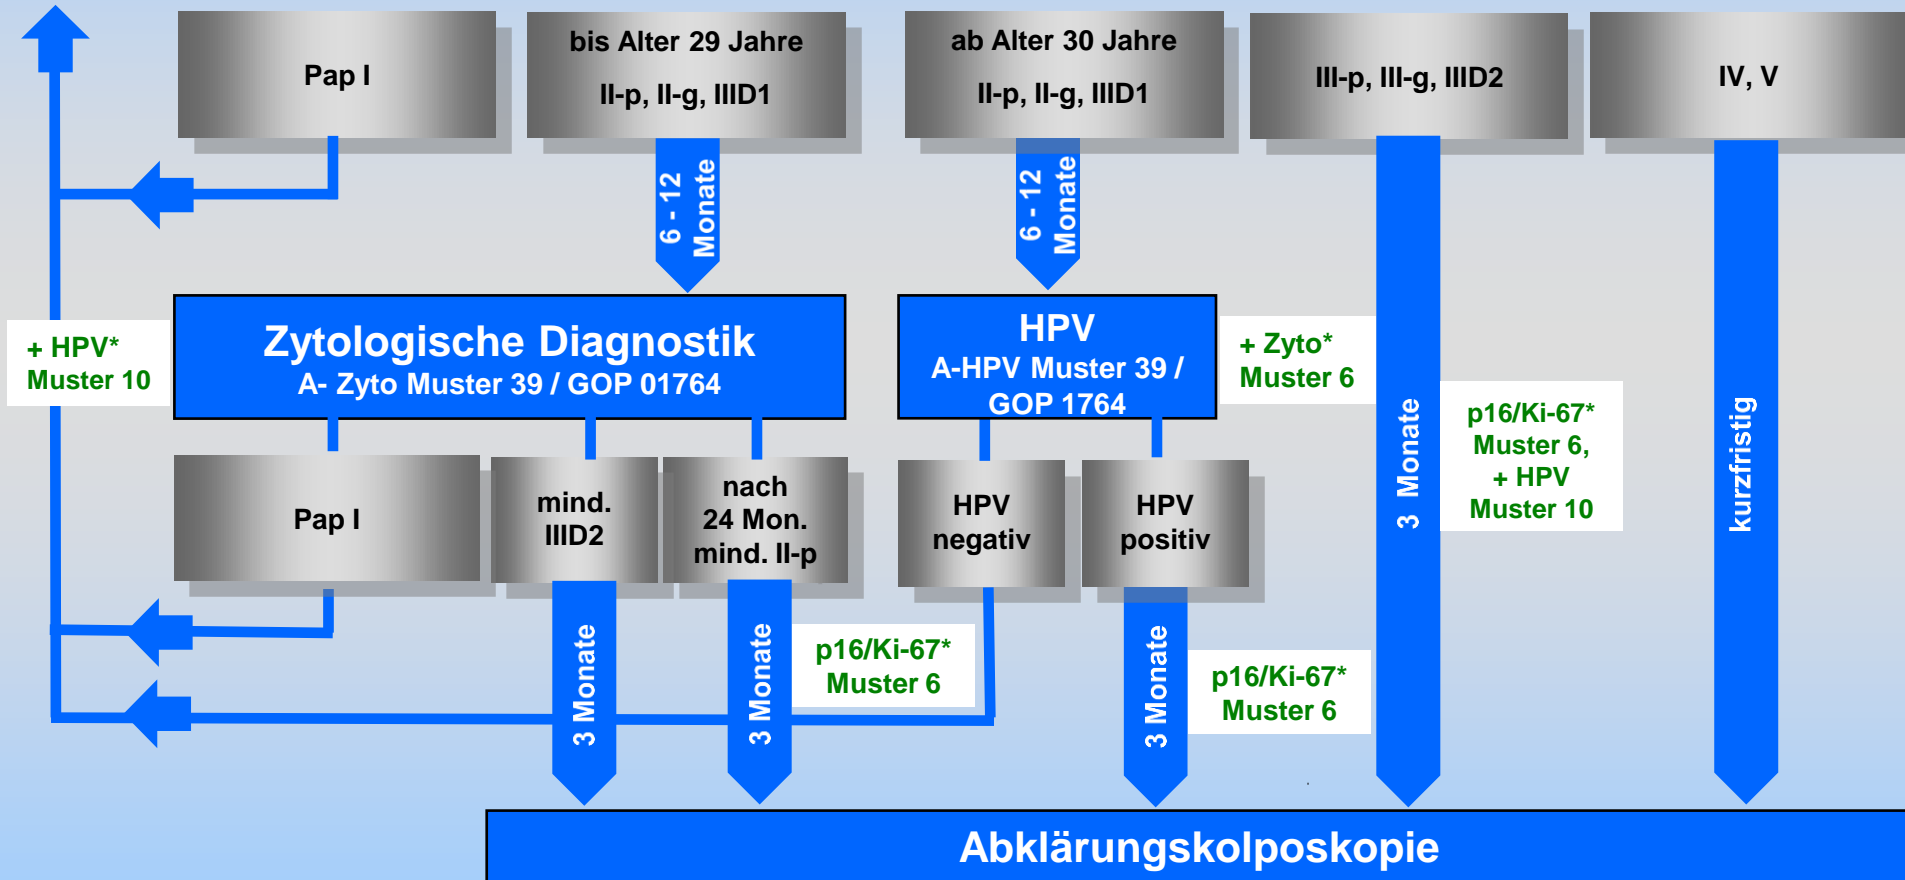 Pap I
bis Alter 29 Jahre
II-p, II-g, IIID1
ab Alter 30 Jahre
II-p, II-g, IIID1
III-p, III-g, IIID2
IV, V
6 - 12
Monate
6 - 12
Monate
+ HPV*
Muster 10
Zytologische Diagnostik
A- Zyto Muster 39 / GOP 01764
HPV
A-HPV Muster 39 /
GOP 1764
+ Zyto*
Muster 6
3 Monate
p16/Ki-67*
Muster 6,
+ HPV
Muster 10
kurzfristig
Pap I
mind.
IIID2
nach
24 Mon.
mind. II-p
HPV
negativ
HPV
positiv
3 Monate
3 Monate
p16/Ki-67*
Muster 6
3 Monate
p16/Ki-67*
Muster 6
Abklärungskolposkopie